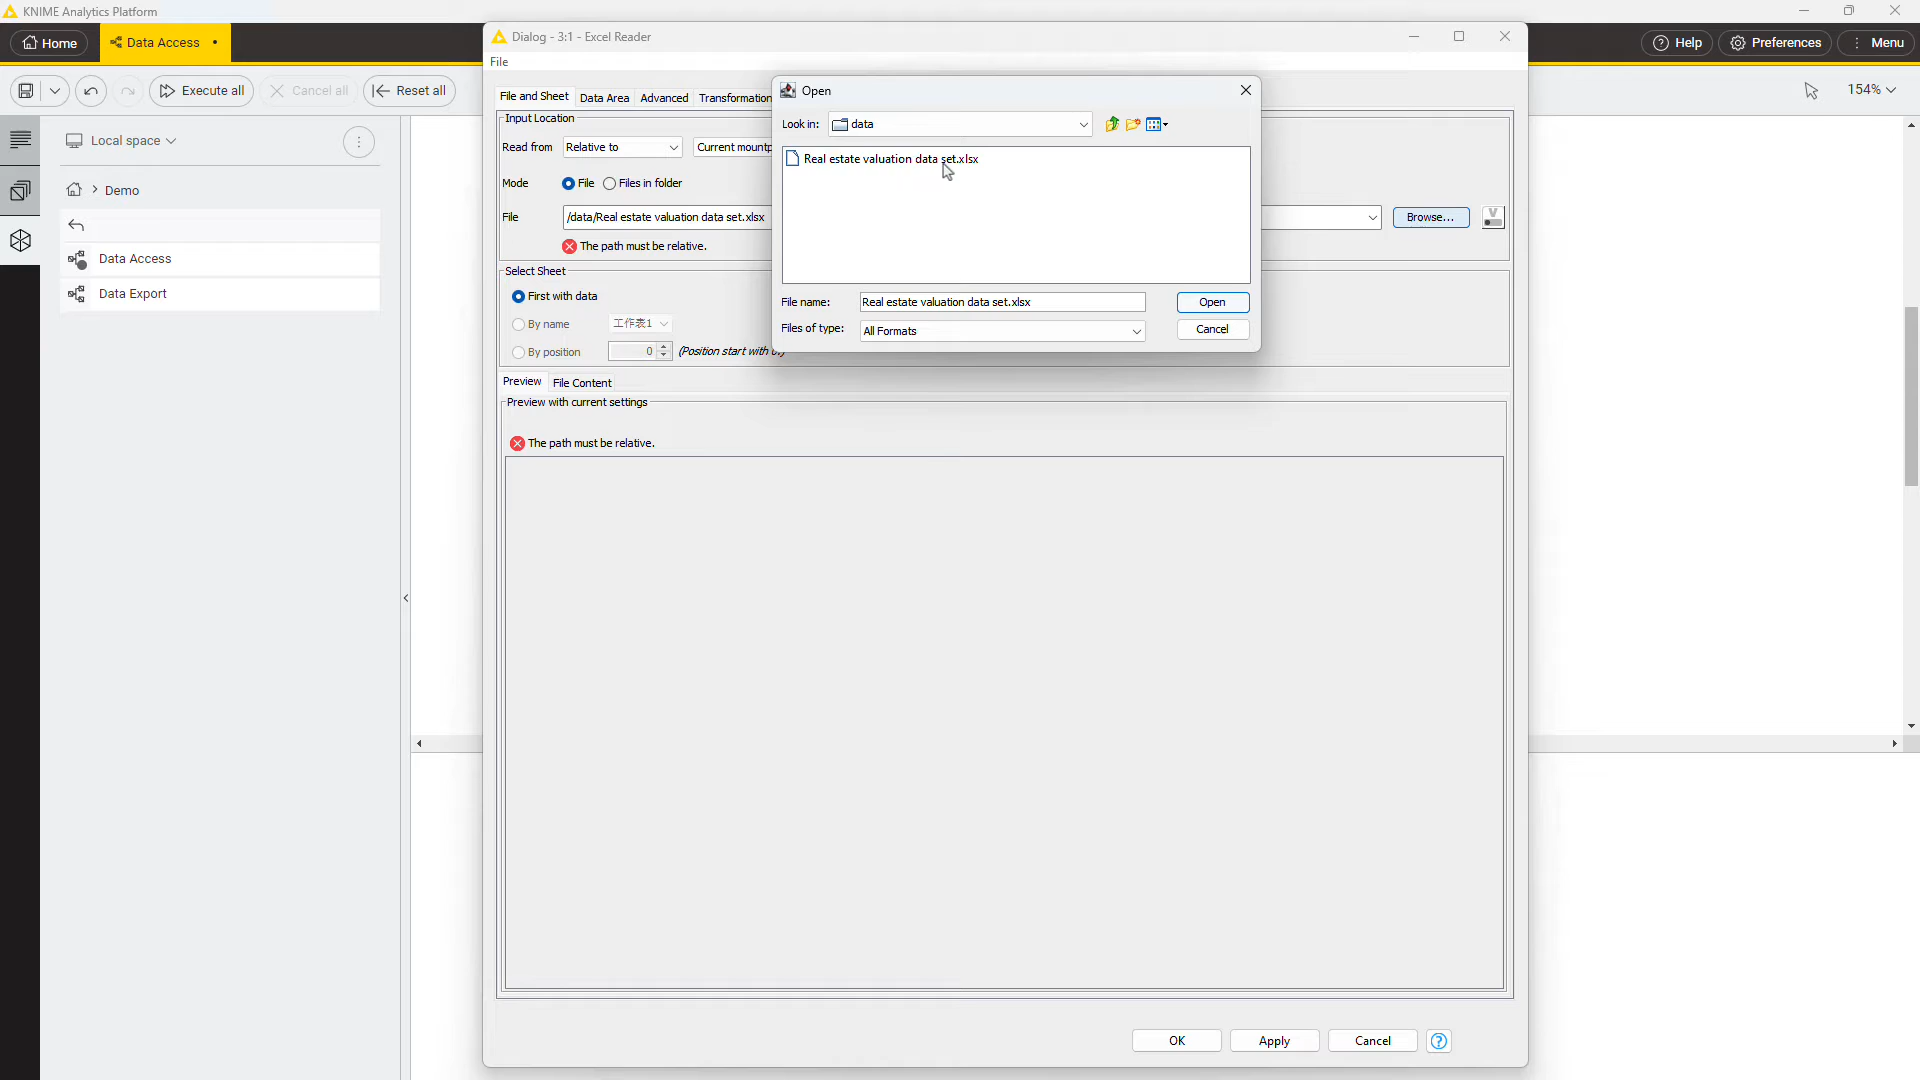 KNIME Analytics Platform
Home
Data Access •
Help
Preferences
Menu
Execute all
Cancel all
Reset all
154%
Local space
Demo
Data Access
Data Export
Dialog - 3:1 - Excel Reader
File
File and Sheet
Data Area
Advanced
Transformation
Input Location
Read from
Relative to
Mode
File
Files in folder
File
/data/Real estate valuation data set.xlsx
Browse...
V
The path must be relative.
Select Sheet
First with data
By name
工作表1
By position
0
(Position start with
Preview
File Content
Preview with current settings
The path must be relative.
OK
Apply
Cancel
Open
Look in:
data
Real estate valuation data set.xlsx
File name:
Real estate valuation data set.xlsx
Open
Files of type:
All Formats
Cancel